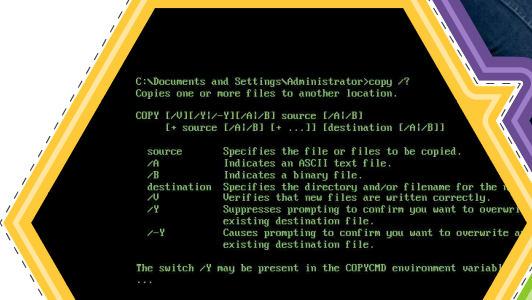 C:\Documents and Settings\Administrator>copy /?
Copies one or more files to another location.
COPY [/V][/Y|/-Y][/A|/B] source [/A|/B]
[+ source [/A|/B] [+ ...]] [destination [/A|/B]]
source Specifies the file or files to be copied.
/A Indicates an ASCII text file.
/B Indicates a binary file.
destination Specifies the directory and/or filename for the
/V Verifies that new files are written correctly.
/Y Suppresses prompting to confirm you want to
existing destination file.
/-Y Causes prompting to confirm you want to overwrite
existing destination file.
The switch /Y may be present in the COPYCMD environment
...